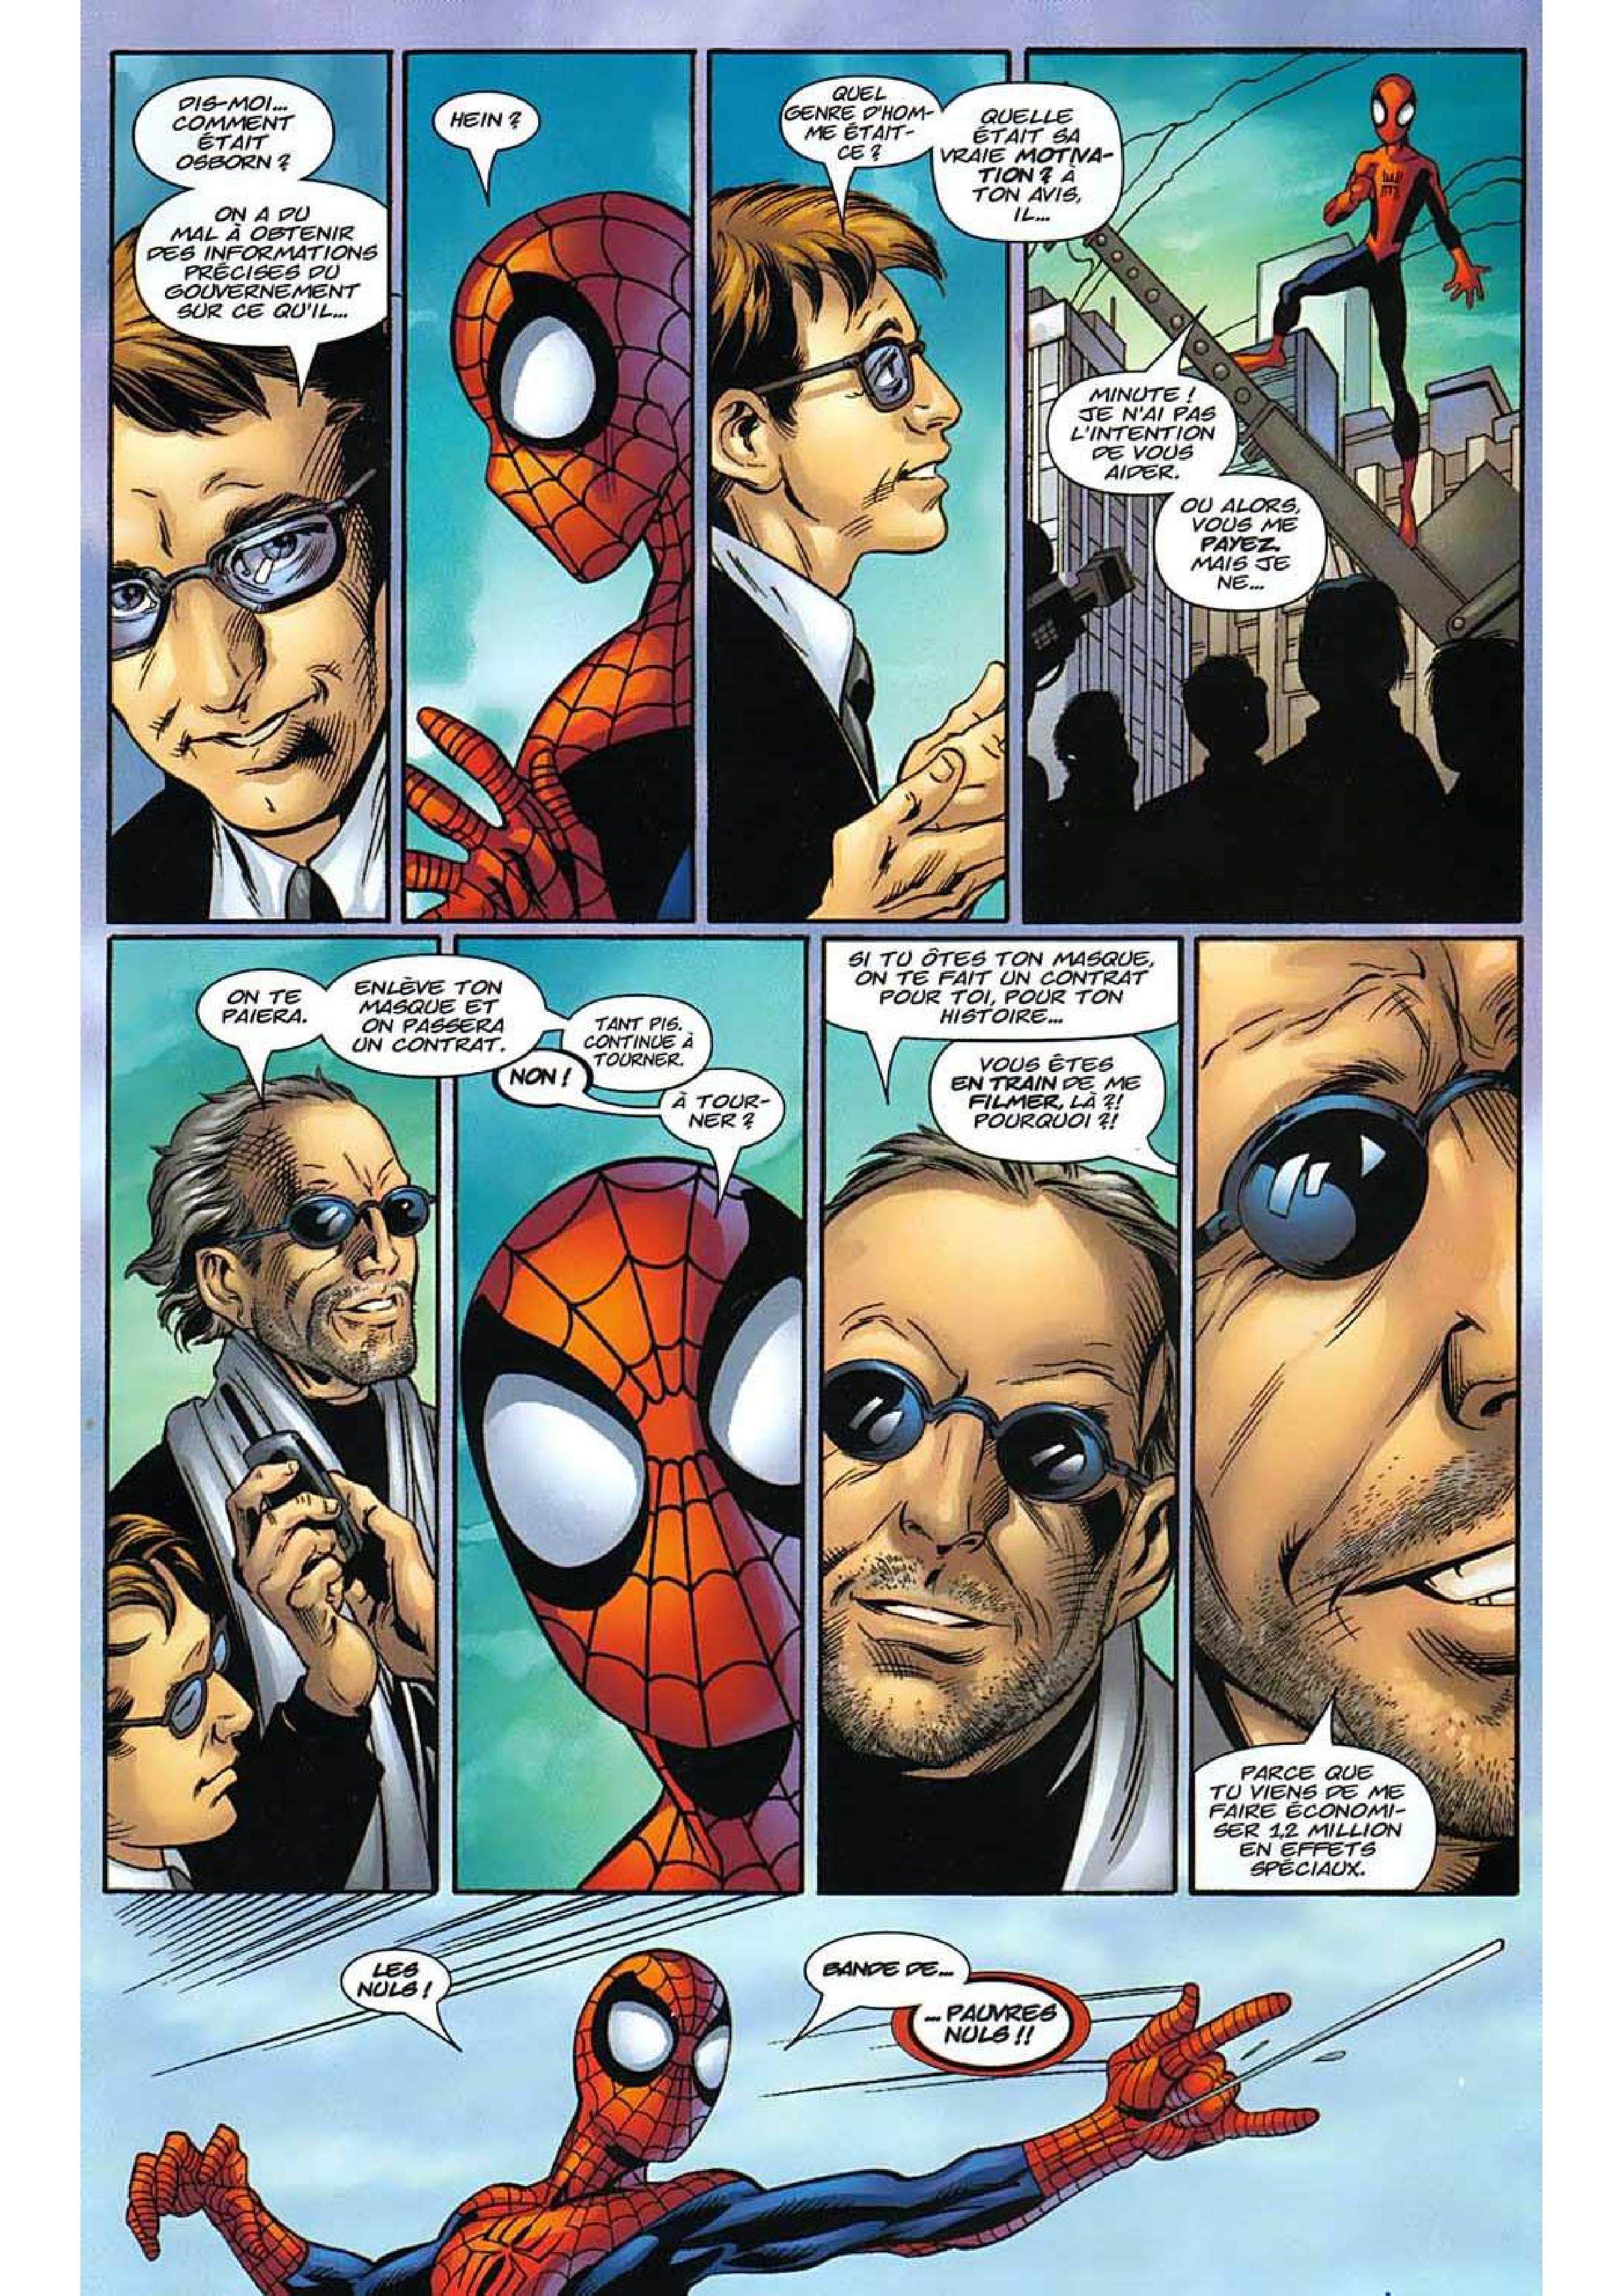 DIS-MOI...
COMMENT
ÉTAIT
OSBORN ?
ON A DU
MAL À OBTENIR
DES INFORMATIONS
PRÉCISES DU
GOUVERNEMENT
SUR CE QU'IL...
HEIN ?
QUEL
GENRE D'HOM-
ME ÉTAIT-
CE ?
QUELLE
ÉTAIT SA
VRAIE MOTIVA-
TION ? À
TON AVIS,
IL...
MINUTE !
JE N'AI PAS
L'INTENTION
DE VOUS
AIDER.
OU ALORS,
VOUS ME
PAYEZ.
MAIS JE
NE...
ON TE
PAIERA.
ENLÈVE TON
MASQUE ET
ON PASSERA
UN CONTRAT.
NON !
TANT PIS.
CONTINUE À
TOURNER.
À TOUR-
NER ?
SI TU ÔTES TON MASQUE,
ON TE FAIT UN CONTRAT
POUR TOI, POUR TON
HISTOIRE...
VOUS ÊTES
EN TRAIN DE ME
FILMER, LÀ ?!
POURQUOI ?!
PARCE QUE
TU VIENS DE ME
FAIRE ÉCONOMI-
SER 1,2 MILLION
EN EFFETS
SPÉCIAUX.
LES
NULS !
BANDE DE...
... PAUVRES
NULS !!